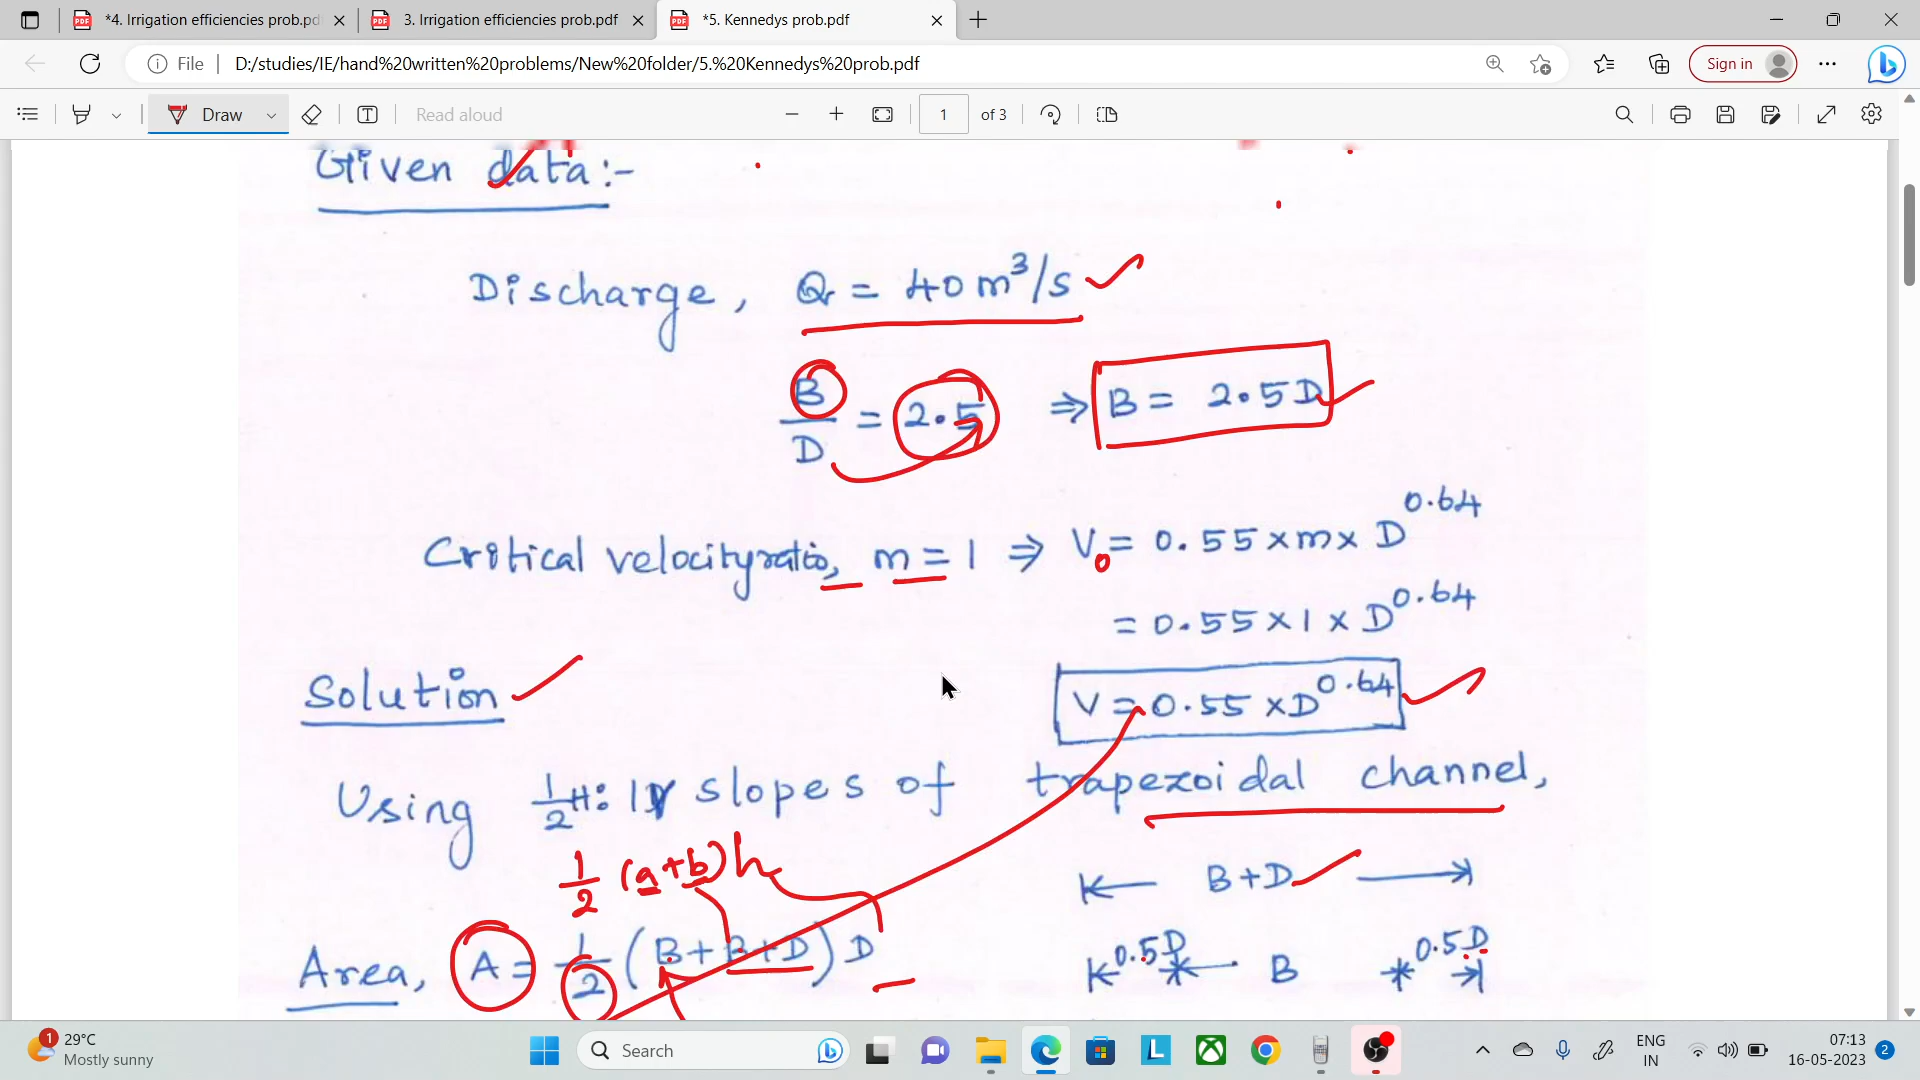 *4. Irrigation efficiencies prob.pd
3. Irrigation efficiencies prob.pdf
*5. Kennedys prob.pdf
File
D:/studies/IE/hand%20written%20problems/New%20folder/5.%20Kennedys%20prob.pdf
Sign in
Draw
Read aloud
1 of 3
Given data:-
Discharge, Q = 40 m³/s
B/D = 2.5 ⇒ B = 2.5D
Critical velocity ratio, m = 1 ⇒ V₀ = 0.55 × m × D^0.64
= 0.55 × 1 × D^0.64
Solution
V = 0.55 × D^0.64
Using 1/2 H: 1V slopes of trapezoidal channel,
1/2 (a+b) h
B+D
Area, A = 1/2 (B + B+D) D
0.5D B 0.5D
1
29°C
Mostly sunny
Search
ENG
IN
07:13
16-05-2023
2